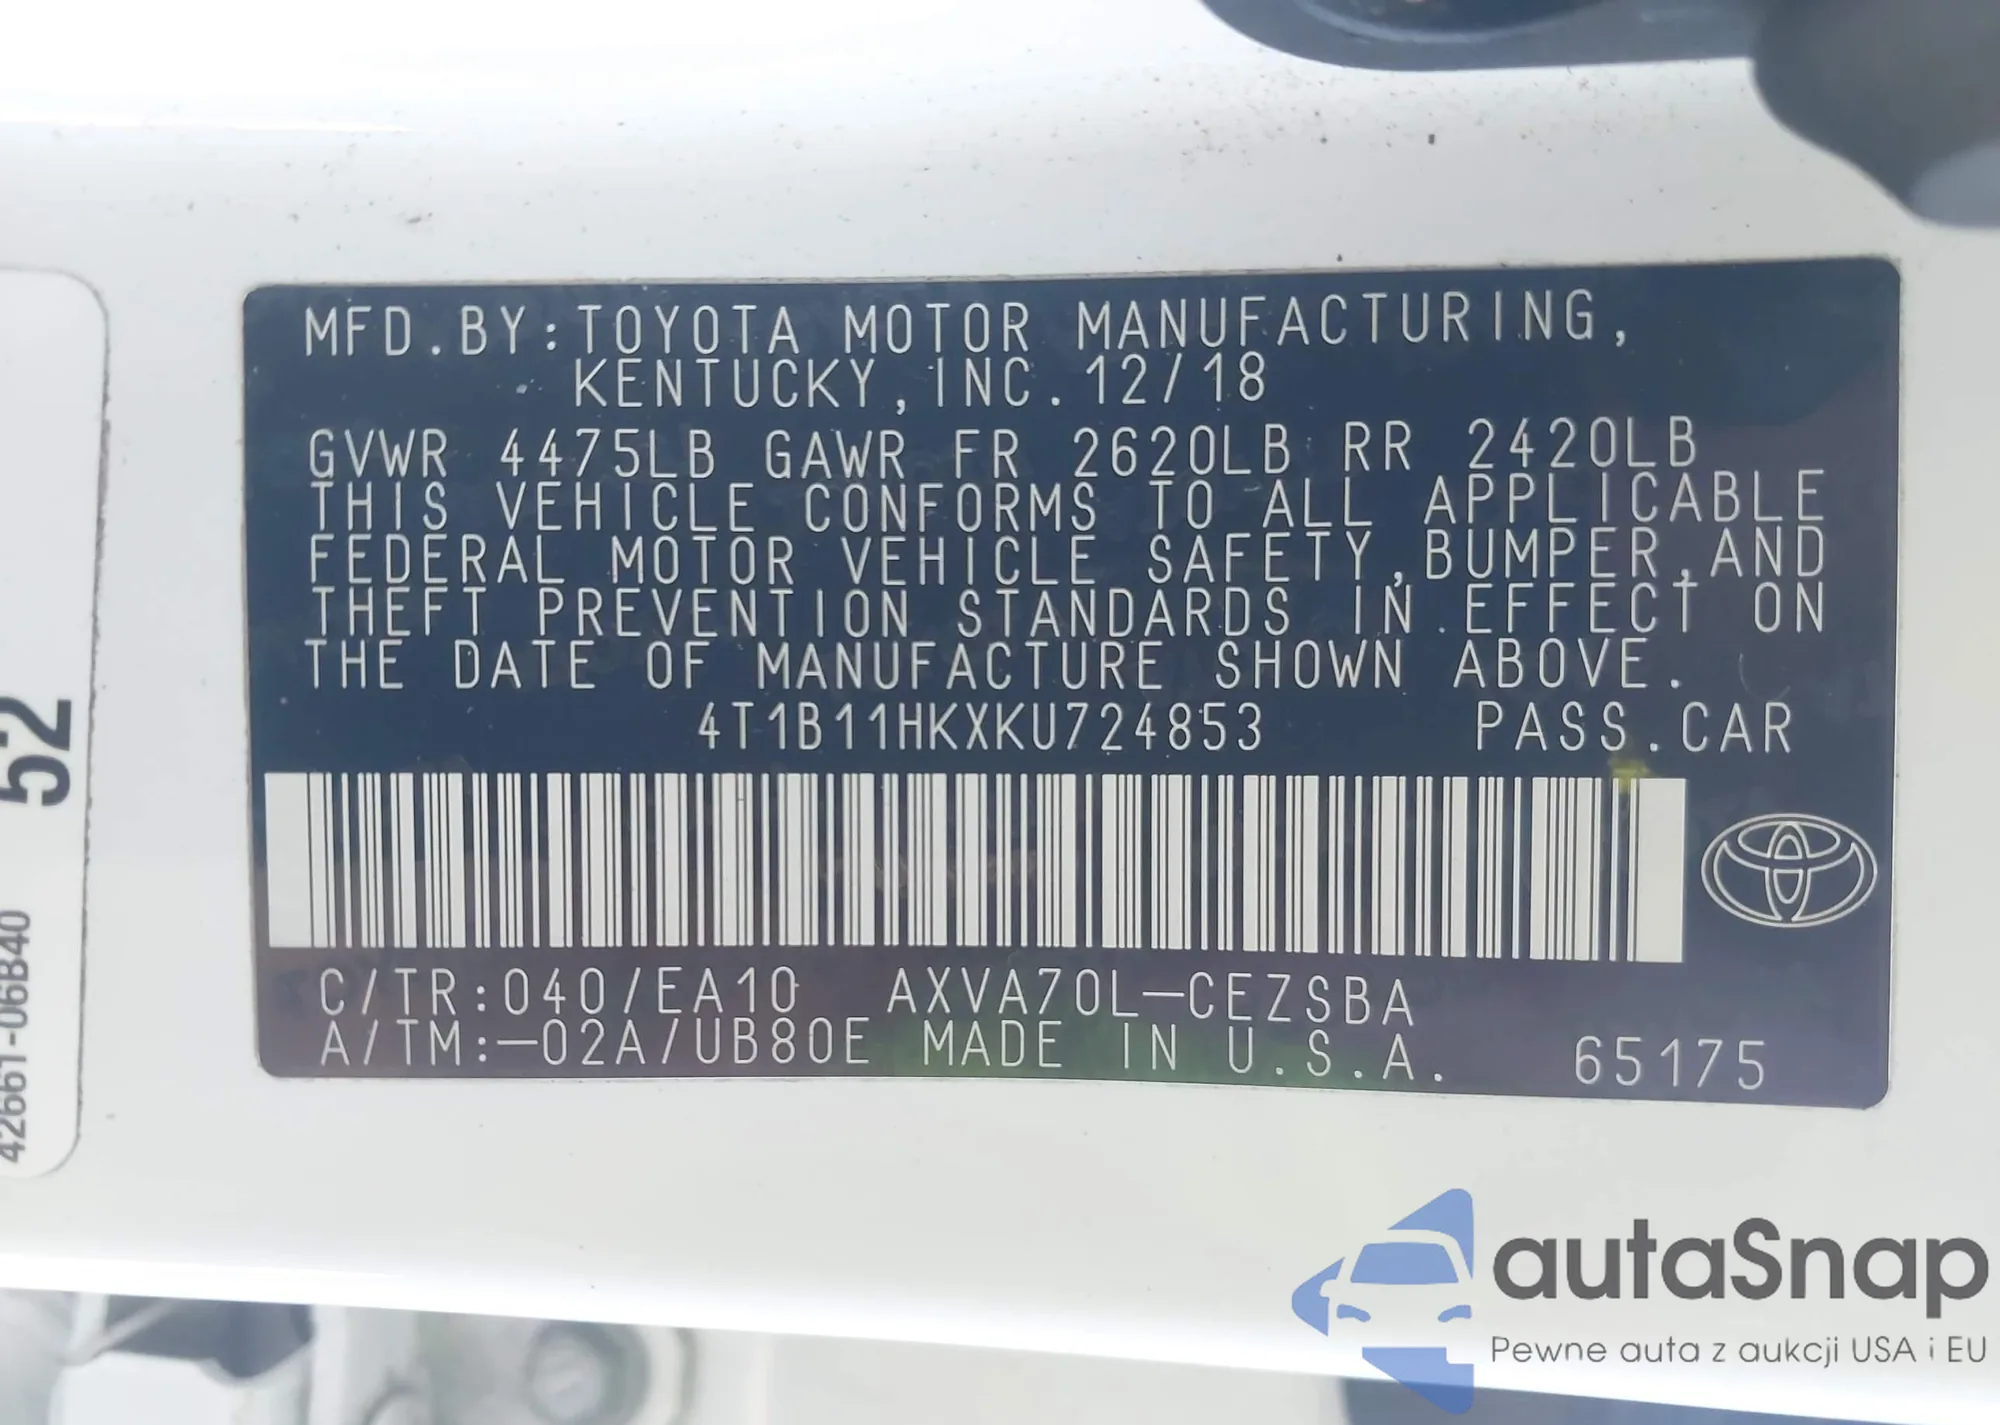 MFD.BY:TOYOTA MOTOR MANUFACTURING,
KENTUCKY,INC.12/18
GVWR 4475LB GAWR FR 2620LB RR 2420LB
THIS VEHICLE CONFORMS TO ALL APPLICABLE
FEDERAL MOTOR VEHICLE SAFETY,BUMPER,AND
THEFT PREVENTION STANDARDS IN EFFECT ON
THE DATE OF MANUFACTURE SHOWN ABOVE.
4T1B11HKXKU724853 PASS.CAR
C/TR:040/EA10 AXVA70L-CEZSBA
A/TM:-02A/UB80E MADE IN U.S.A. 65175
52
42661-06B40
autaSnap
Pewne auta z aukcji USA i EU